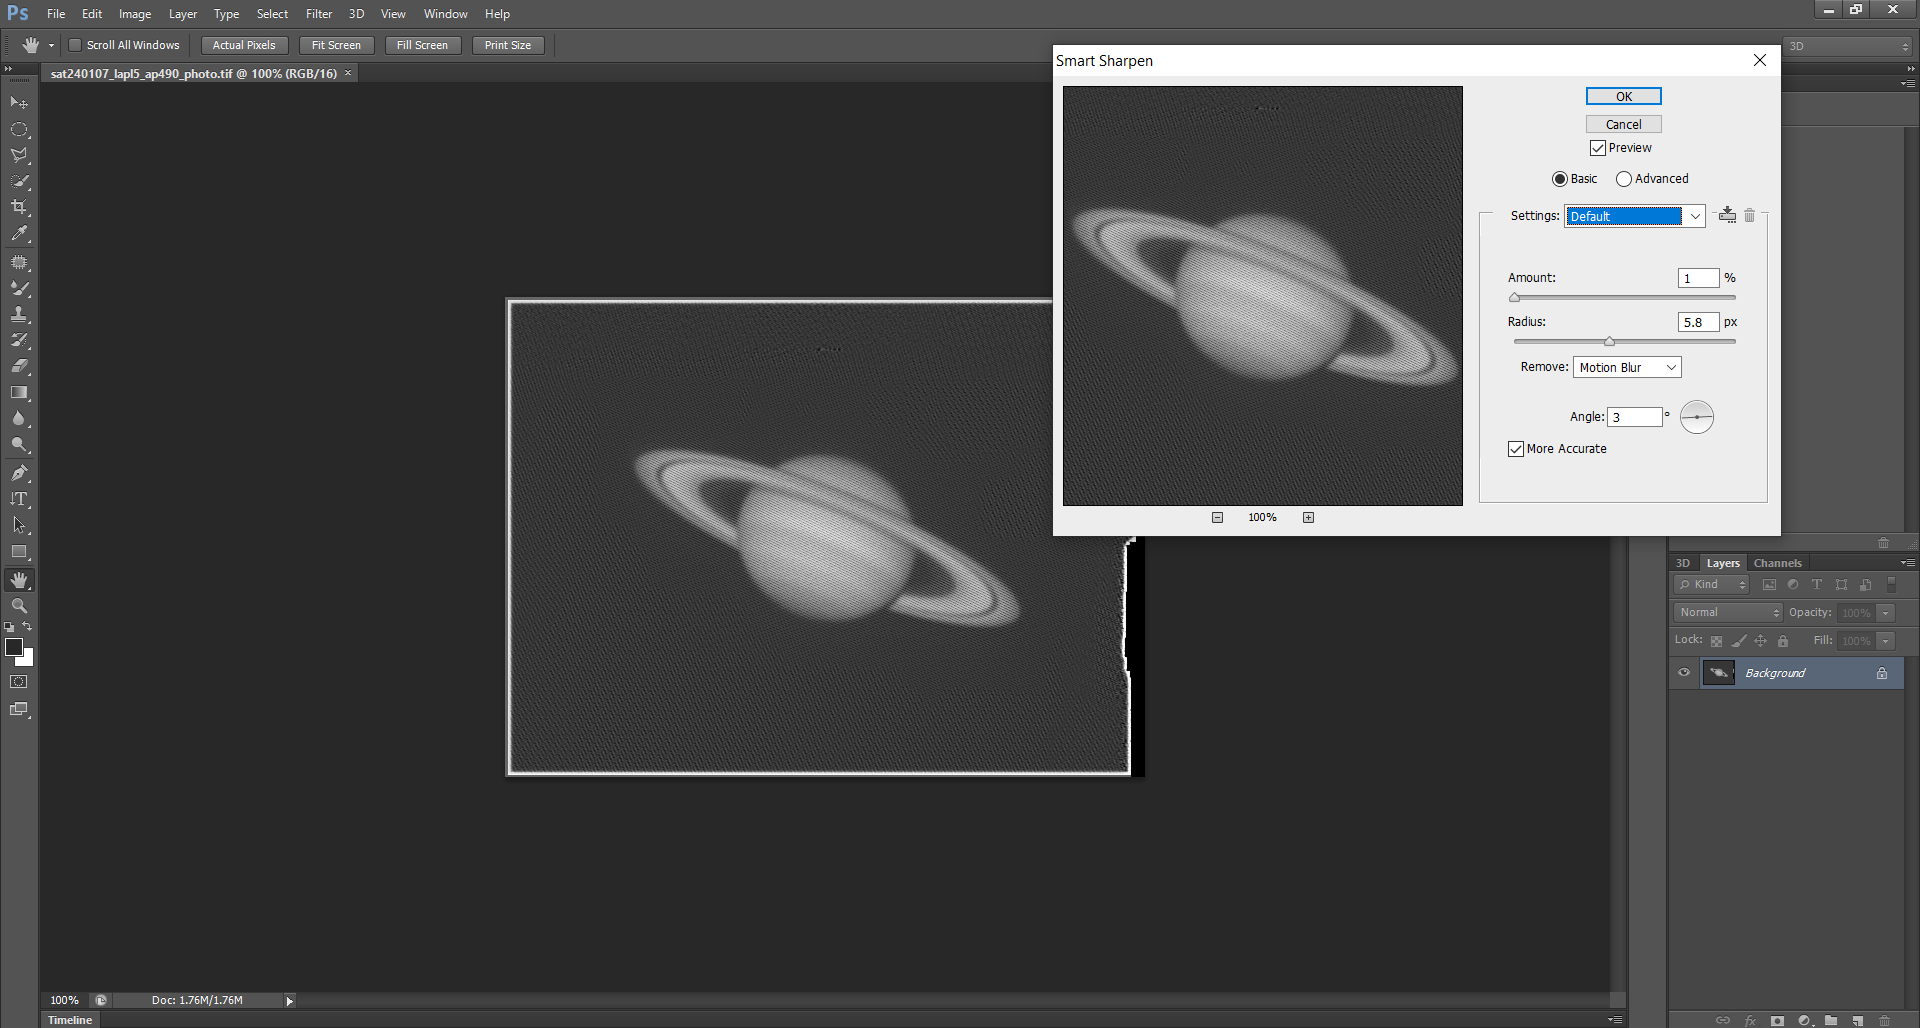 Ps File Edit Image Layer Type Select Filter 3D View Window Help
Scroll All Windows Actual Pixels Fit Screen Fill Screen Print Size
3D
sat240107_lapl5_ap490_photo.tif @ 100% (RGB/16) ×
Smart Sharpen
OK
Cancel
Preview
Basic Advanced
Settings: Default
Amount: 1 %
Radius: 5.8 px
Remove: Motion Blur
Angle: 3 °
More Accurate
100%
3D Layers Channels
Kind
Normal Opacity: 100%
Lock: Fill: 100%
Background
100% Doc: 1.76M/1.76M
Timeline
fx